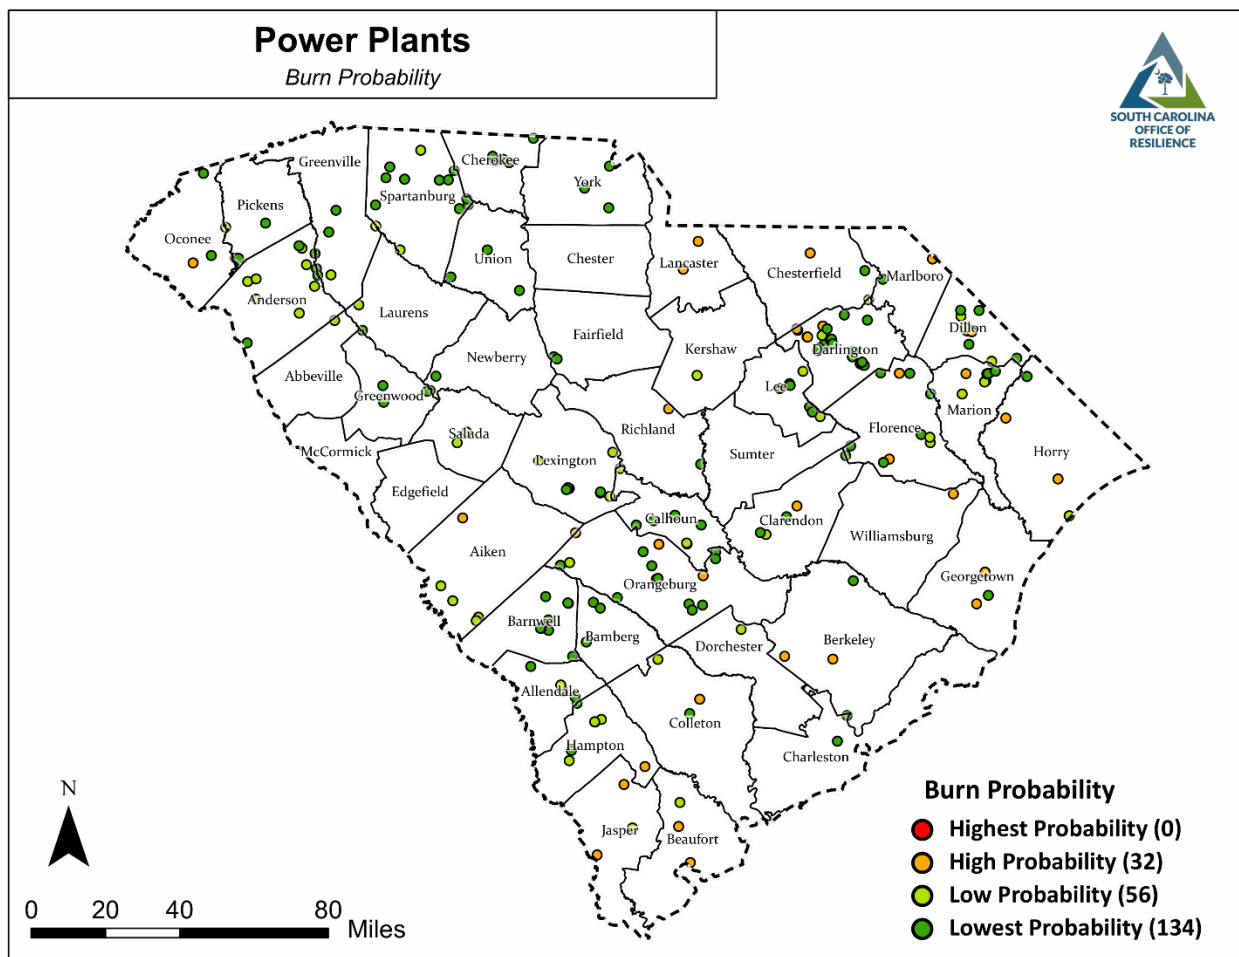 Power Plants
Burn Probability
SOUTH CAROLINA
OFFICE OF
RESILIENCE
Greenville
Cherokee
York
Spartanburg
Pickens
Oconee
Union
Chester
Lancaster
Chesterfield
Marlboro
Anderson
Laurens
Fairfield
Kershaw
Darlington
Dillon
Newberry
Abbeville
Greenwood
Lee
Marion
Saluda
Richland
Florence
McCormick
Lexington
Sumter
Horry
Edgefield
Calhoun
Clarendon
Williamsburg
Aiken
Orangeburg
Georgetown
Barnwell
Bamberg
Dorchester
Berkeley
Allendale
Colleton
Hampton
Charleston
Jasper
Beaufort
N
0 20 40 80 Miles
Burn Probability
Highest Probability (0)
High Probability (32)
Low Probability (56)
Lowest Probability (134)